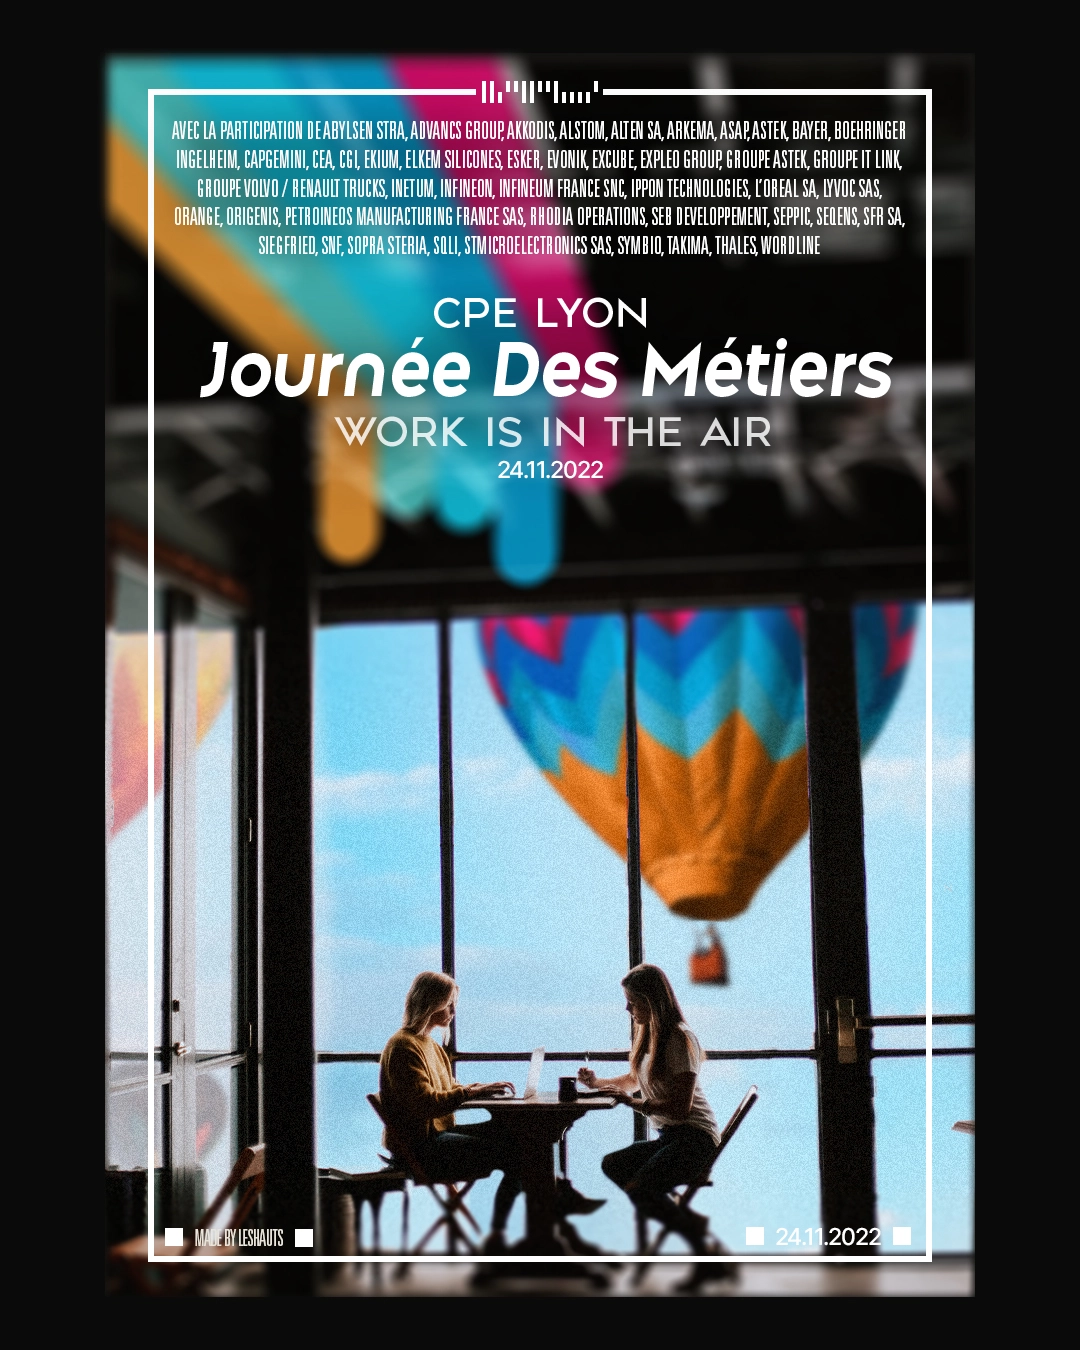 AVEC LA PARTICIPATION DE ABYLSEN STRA, ADVANCS GROUP, AKKODIS, ALSTOM, ALTEN SA, ARKEMA, ASAP, ASTEK, BAYER, BOEHRINGER
INGELHEIM, CAPGEMINI, CEA, CGI, EKIUM, ELKEM SILICONES, ESKER, EVONIK, EXCUBE, EXPLEO GROUP, GROUPE ASTEK, GROUPE IT LINK,
GROUPE VOLVO / RENAULT TRUCKS, INETUM, INFINEON, INFINEUM FRANCE SNC, IPPON TECHNOLOGIES, L'OREAL SA, LYVOC SAS,
ORANGE, ORIGENIS, PETROINEOS MANUFACTURING FRANCE SAS, RHODIA OPERATIONS, SEB DEVELOPPEMENT, SEPPIC, SEQENS, SFR SA,
SIEGFRIED, SNF, SOPRA STERIA, SQLI, STMICROELECTRONICS SAS, SYMBIO, TAKIMA, THALES, WORDLINE
CPE LYON
Journée Des Métiers
WORK IS IN THE AIR
24.11.2022
MADE BY LESHAUTS
24.11.2022